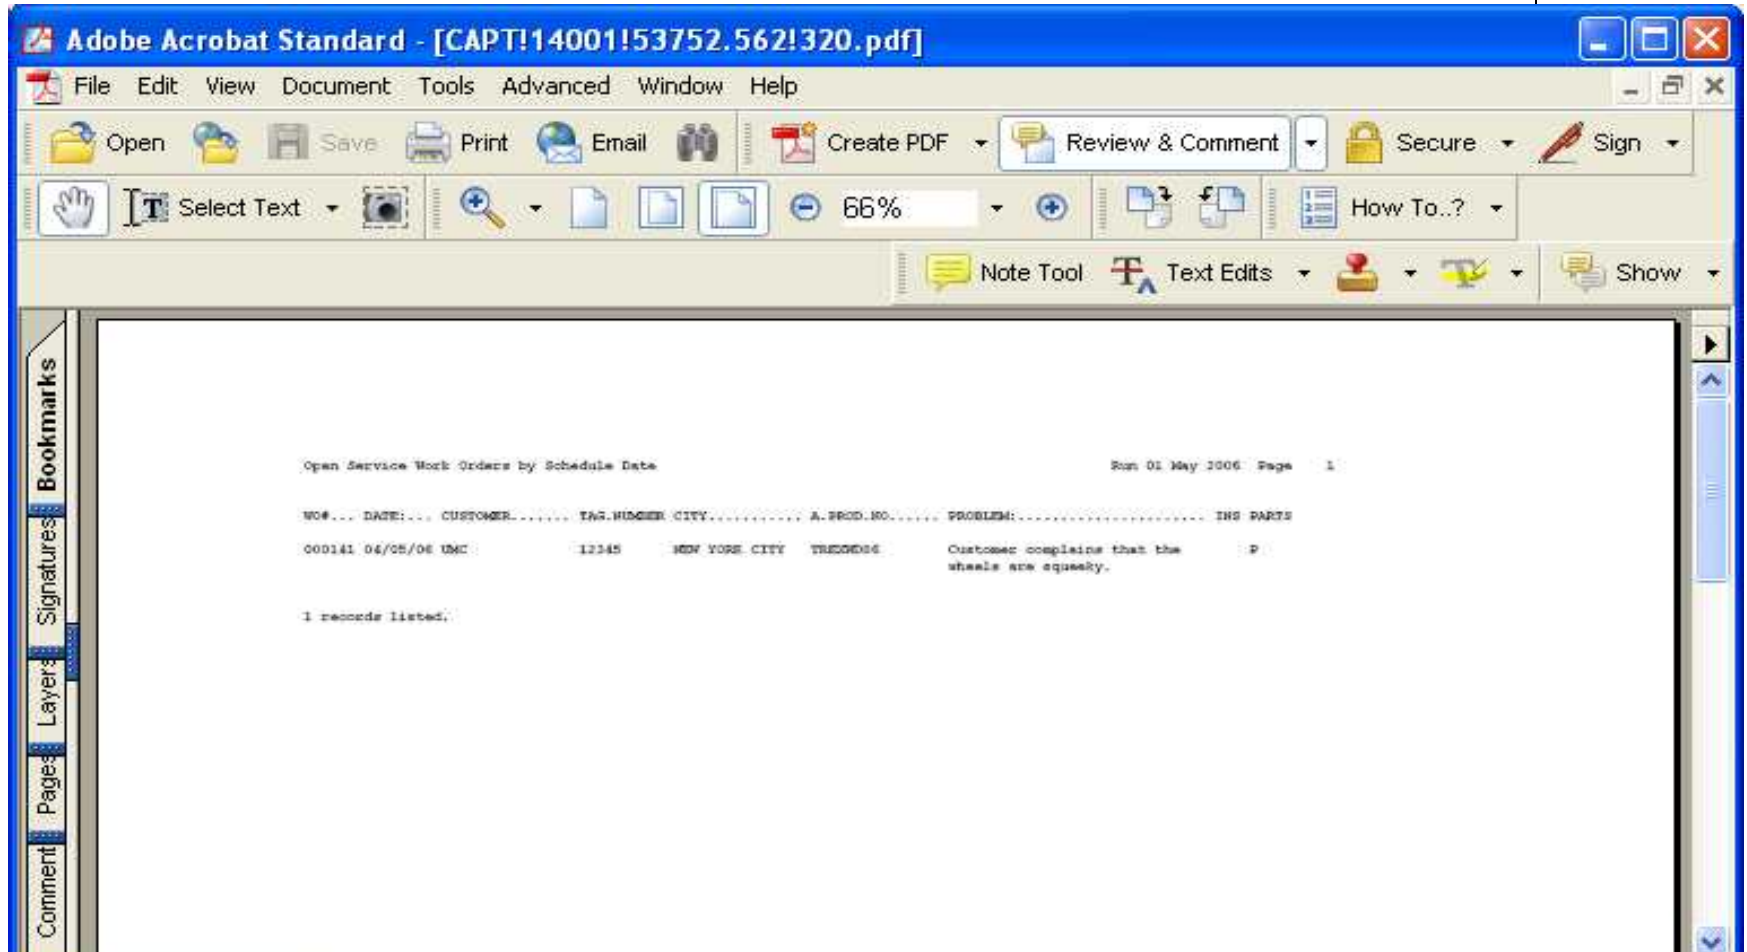 Adobe Acrobat Standard - [CAPT!14001!53752.562!320.pdf]
File Edit View Document Tools Advanced Window Help
Open Save Print Email Create PDF Review & Comment Secure Sign
Select Text 66% How To..?
Note Tool Text Edits Show
Bookmarks
Signatures
Layers
Pages
Comment
Open Service Work Orders by Schedule Date Run 01 May 2006 Page 1
WO#... DATE:... CUSTOMER....... TAG.NUMBER CITY........... A.PROD.NO...... PROBLEM:...................... INS PARTS
000141 04/05/06 UMC 12345 NEW YORK CITY Customer complains that the P
wheels are squeeky.
1 records listed.